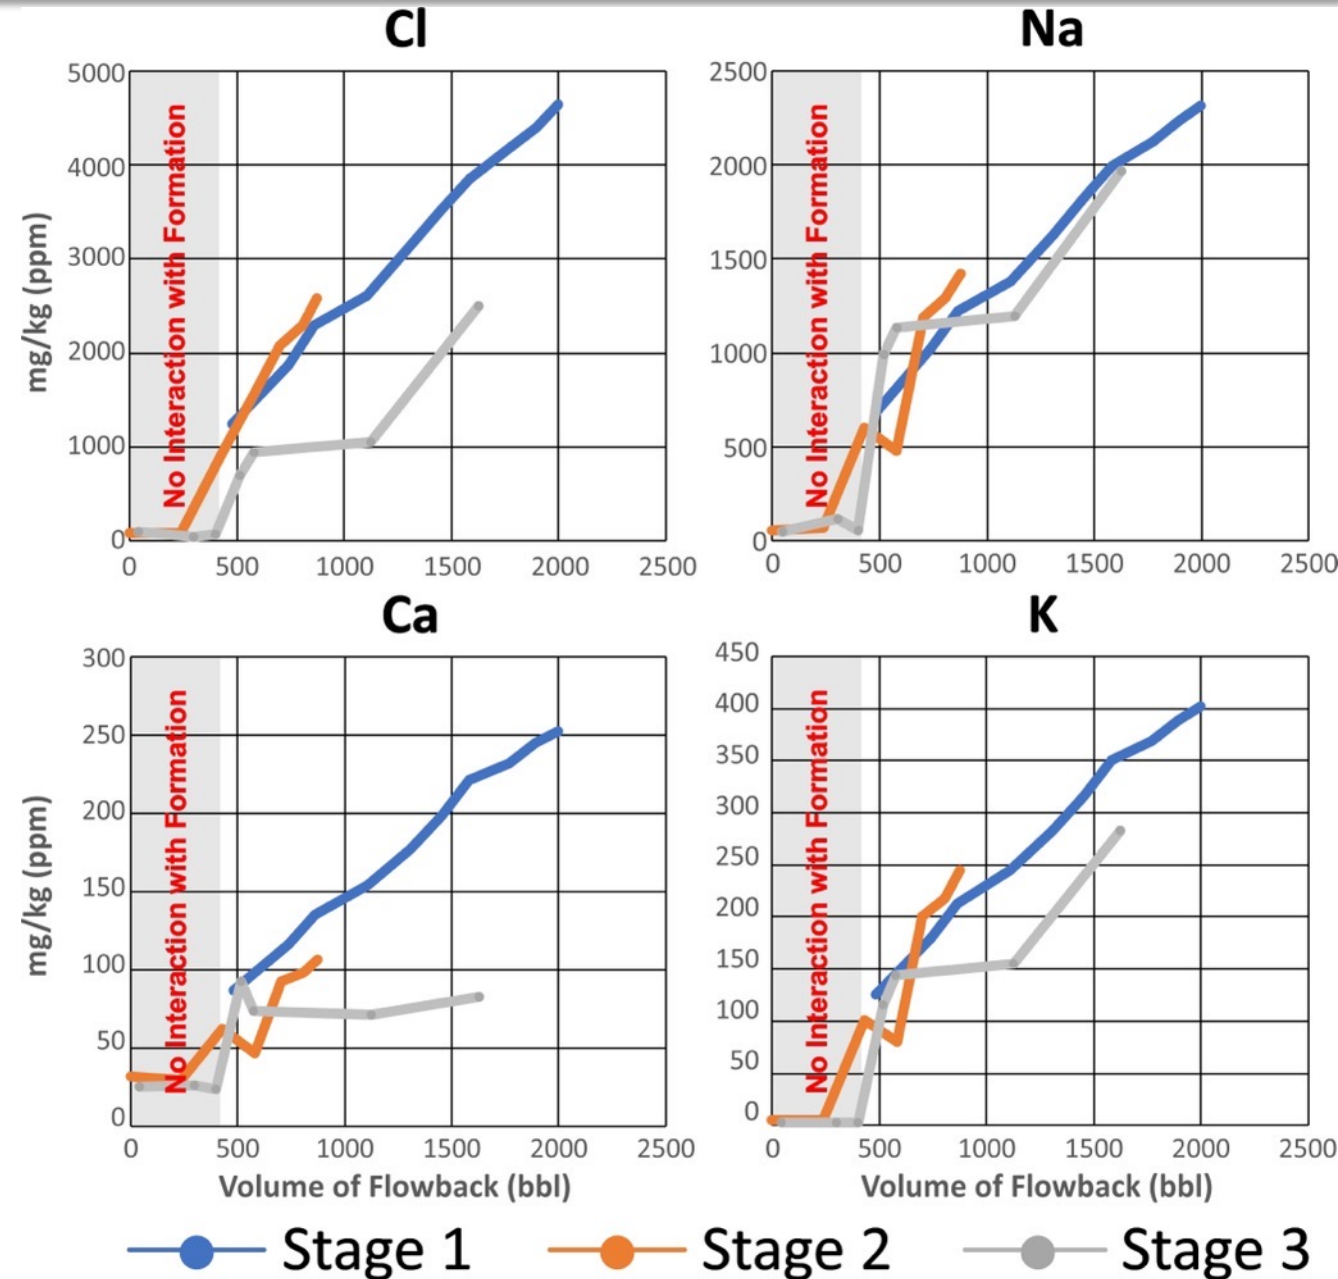 Cl
5000
4000
3000
2000
1000
0
0 500 1000 1500 2000 2500
mg/kg (ppm)
No Interaction with Formation
Na
2500
2000
1500
1000
500
0
0 500 1000 1500 2000 2500
No Interaction with Formation
Ca
300
250
200
150
100
50
0
0 500 1000 1500 2000 2500
mg/kg (ppm)
No Interaction with Formation
Volume of Flowback (bbl)
K
450
400
350
300
250
200
150
100
50
0
0 500 1000 1500 2000 2500
No Interaction with Formation
Volume of Flowback (bbl)
Stage 1 Stage 2 Stage 3